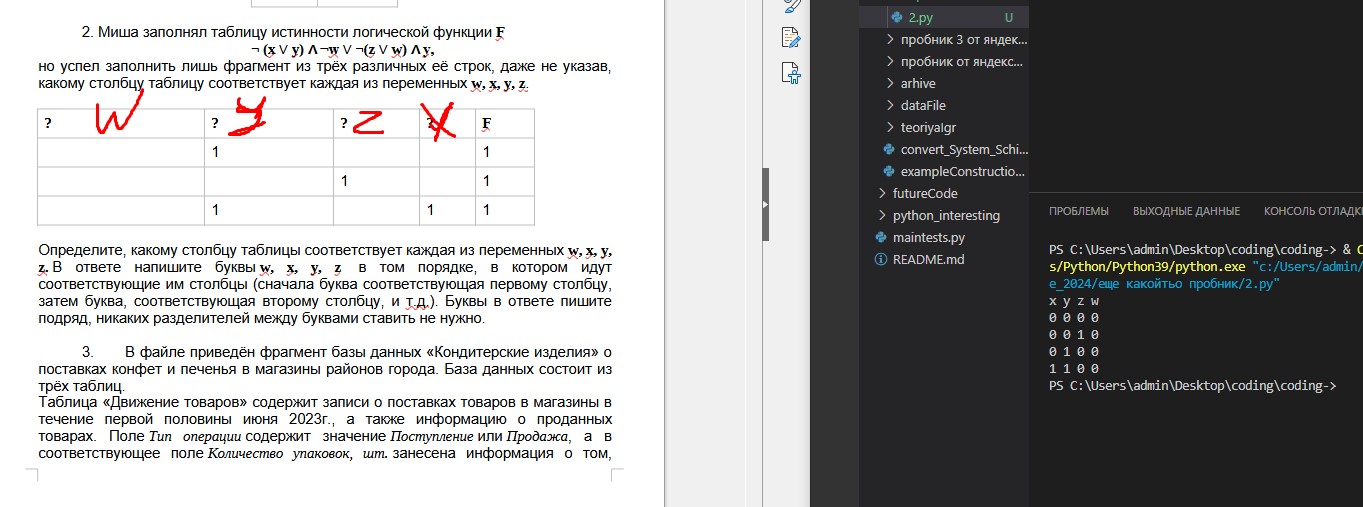 2. Миша заполнял таблицу истинности логической функции F
¬ (x ∨ y) ∧ ¬w ∨ ¬(z ∨ w) ∧ y,
но успел заполнить лишь фрагмент из трёх различных её строк, даже не указав,
какому столбцу таблицу соответствует каждая из переменных w, x, y, z.
? W ? y ? z ? X F
1 1
1 1
1 1 1
Определите, какому столбцу таблицы соответствует каждая из переменных w, x, y,
z. В ответе напишите буквы w, x, y, z в том порядке, в котором идут
соответствующие им столбцы (сначала буква соответствующая первому столбцу,
затем буква, соответствующая второму столбцу, и т.д.). Буквы в ответе пишите
подряд, никаких разделителей между буквами ставить не нужно.
3. В файле приведён фрагмент базы данных «Кондитерские изделия» о
поставках конфет и печенья в магазины районов города. База данных состоит из
трёх таблиц.
Таблица «Движение товаров» содержит записи о поставках товаров в магазины в
течение первой половины июня 2023г., а также информацию о проданных
товарах. Поле Тип операции содержит значение Поступление или Продажа, а в
соответствующее поле Количество упаковок, шт. занесена информация о том,
2.py U
пробник 3 от яндек...
пробник от яндекс...
arhive
dataFile
teoriyaIgr
convert_System_Schi...
exampleConstructio...
futureCode
python_interesting
maintests.py
README.md
ПРОБЛЕМЫ ВЫХОДНЫЕ ДАННЫЕ КОНСОЛЬ ОТЛАДКИ
PS C:\Users\admin\Desktop\coding\coding-> & C
s/Python/Python39/python.exe "c:/Users/admin/
e_2024/еще какойтьо пробник/2.py"
x y z w
0 0 0 0
0 0 1 0
0 1 0 0
1 1 0 0
PS C:\Users\admin\Desktop\coding\coding->